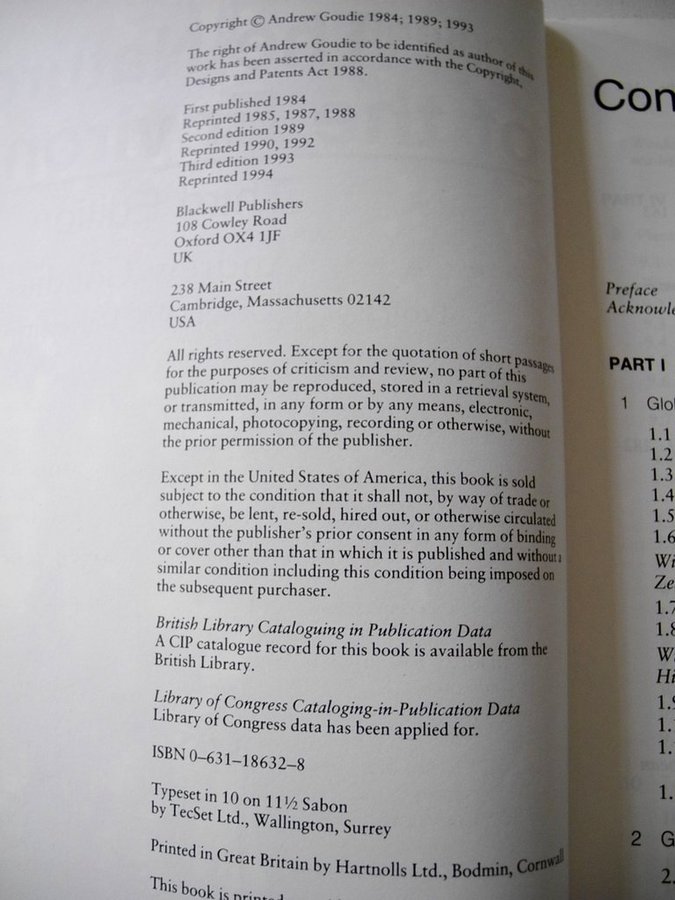 Copyright © Andrew Goudie 1984; 1989; 1993
The right of Andrew Goudie to be identified as author of this
work has been asserted in accordance with the Copyright,
Designs and Patents Act 1988.
First published 1984
Reprinted 1985, 1987, 1988
Second edition 1989
Reprinted 1990, 1992
Third edition 1993
Reprinted 1994
Blackwell Publishers
108 Cowley Road
Oxford OX4 1JF
UK
238 Main Street
Cambridge, Massachusetts 02142
USA
All rights reserved. Except for the quotation of short passages
for the purposes of criticism and review, no part of this
publication may be reproduced, stored in a retrieval system,
or transmitted, in any form or by any means, electronic,
mechanical, photocopying, recording or otherwise, without
the prior permission of the publisher.
Except in the United States of America, this book is sold
subject to the condition that it shall not, by way of trade or
otherwise, be lent, re-sold, hired out, or otherwise circulated
without the publisher's prior consent in any form of binding
or cover other than that in which it is published and without a
similar condition including this condition being imposed on
the subsequent purchaser.
British Library Cataloguing in Publication Data
A CIP catalogue record for this book is available from the
British Library.
Library of Congress Cataloging-in-Publication Data
Library of Congress data has been applied for.
ISBN 0–631–18632–8
Typeset in 10 on 11½ Sabon
by TecSet Ltd., Wallington, Surrey
Printed in Great Britain by Hartnolls Ltd., Bodmin, Cornwall
This book is
Con
Preface
Acknowle
PART I
1 Glo
1.1
1.2
1.3
1.4
1.5
1.6
Wi
Ze
1.7
1.8
W
Hi
1.9
1.
1.
1.
2 G
2.